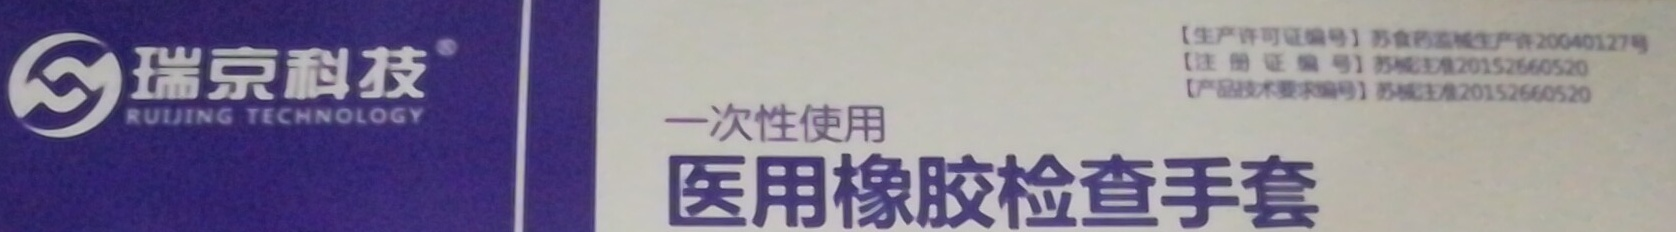 瑞京科技®
RUIJING TECHNOLOGY
【生产许可证编号】苏食药监械生产许20040127号
【注册证编号】苏械注准20152660520
【产品技术要求编号】苏械注准20152660520
一次性使用
医用橡胶检查手套